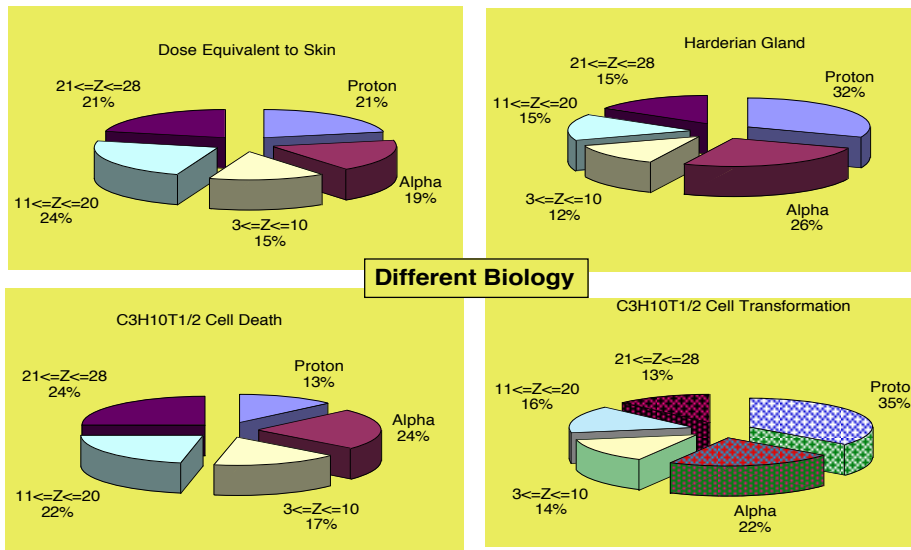 Dose Equivalent to Skin
21<=Z<=28
21%
Proton
21%
Alpha
19%
3<=Z<=10
15%
11<=Z<=20
24%
Harderian Gland
21<=Z<=28
15%
Proton
32%
11<=Z<=20
15%
3<=Z<=10
12%
Alpha
26%
Different Biology
C3H10T1/2 Cell Death
21<=Z<=28
24%
Proton
13%
Alpha
24%
11<=Z<=20
22%
3<=Z<=10
17%
C3H10T1/2 Cell Transformation
21<=Z<=28
13%
Proto
35%
11<=Z<=20
16%
3<=Z<=10
14%
Alpha
22%